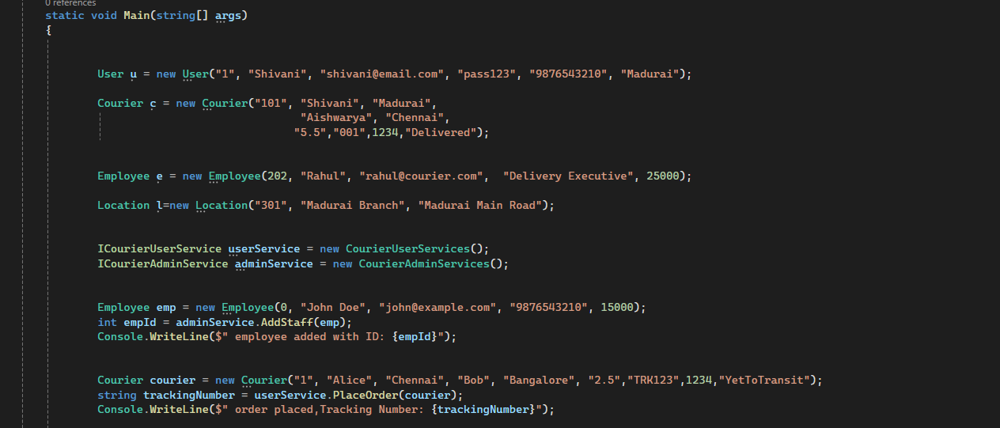 0 references
static void Main(string[] args)
{
User u = new User("1", "Shivani", "shivani@email.com", "pass123", "9876543210", "Madurai");
Courier c = new Courier("101", "Shivani", "Madurai",
"Aishwarya", "Chennai",
"5.5","001",1234,"Delivered");
Employee e = new Employee(202, "Rahul", "rahul@courier.com",  "Delivery Executive", 25000);
Location l=new Location("301", "Madurai Branch", "Madurai Main Road");
ICourierUserService userService = new CourierUserServices();
ICourierAdminService adminService = new CourierAdminServices();
Employee emp = new Employee(0, "John Doe", "john@example.com", "9876543210", 15000);
int empId = adminService.AddStaff(emp);
Console.WriteLine($" employee added with ID: {empId}");
Courier courier = new Courier("1", "Alice", "Chennai", "Bob", "Bangalore", "2.5","TRK123",1234,"YetToTransit");
string trackingNumber = userService.PlaceOrder(courier);
Console.WriteLine($" order placed,Tracking Number: {trackingNumber}");